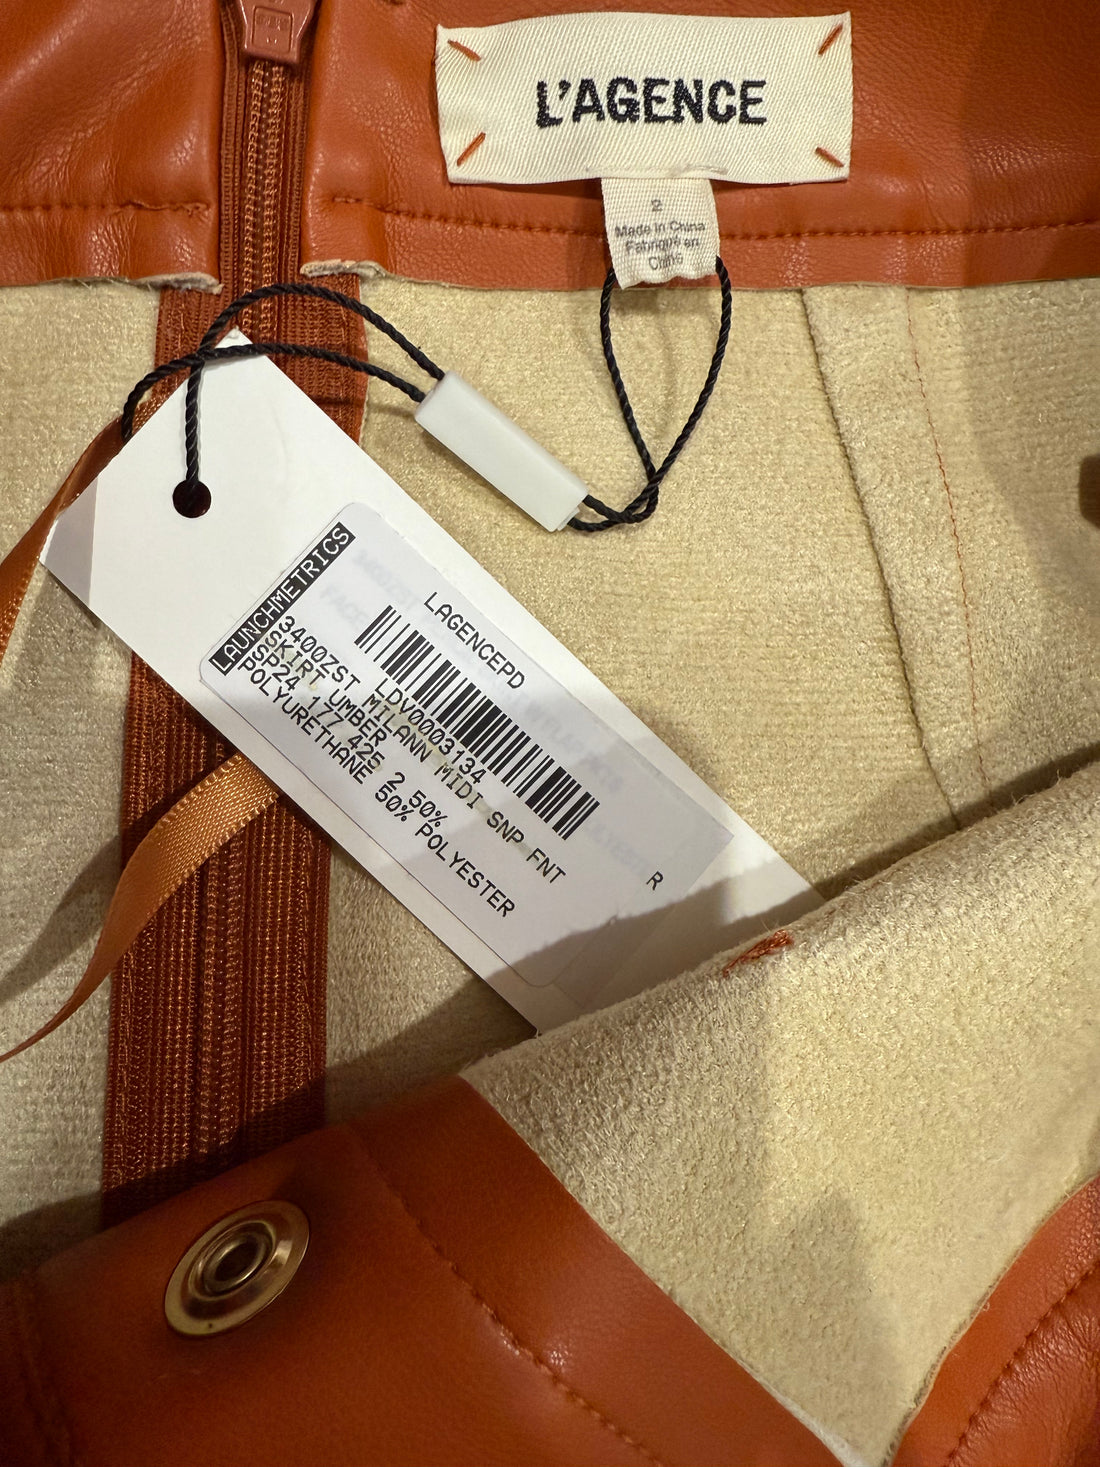 L'AGENCE
2
Made in China
Fabriqué en
Chine
LAUNCHMETRICS
LAGENCEPD
LDV0003134
3400ZST MILANN MIDI SNP FNT
SKIRT UMBER
SP24 177 425 2 50%
POLYURETHANE 50% POLYESTER
R